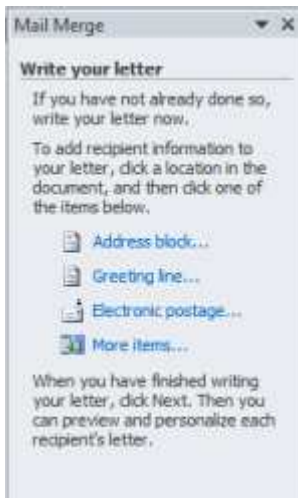 Mail Merge
Write your letter
If you have not already done so,
write your letter now.
To add recipient information to
your letter, click a location in the
document, and then click one of
the items below.
Address block...
Greeting line...
Electronic postage...
More items...
When you have finished writing
your letter, click Next. Then you
can preview and personalize each
recipient's letter.